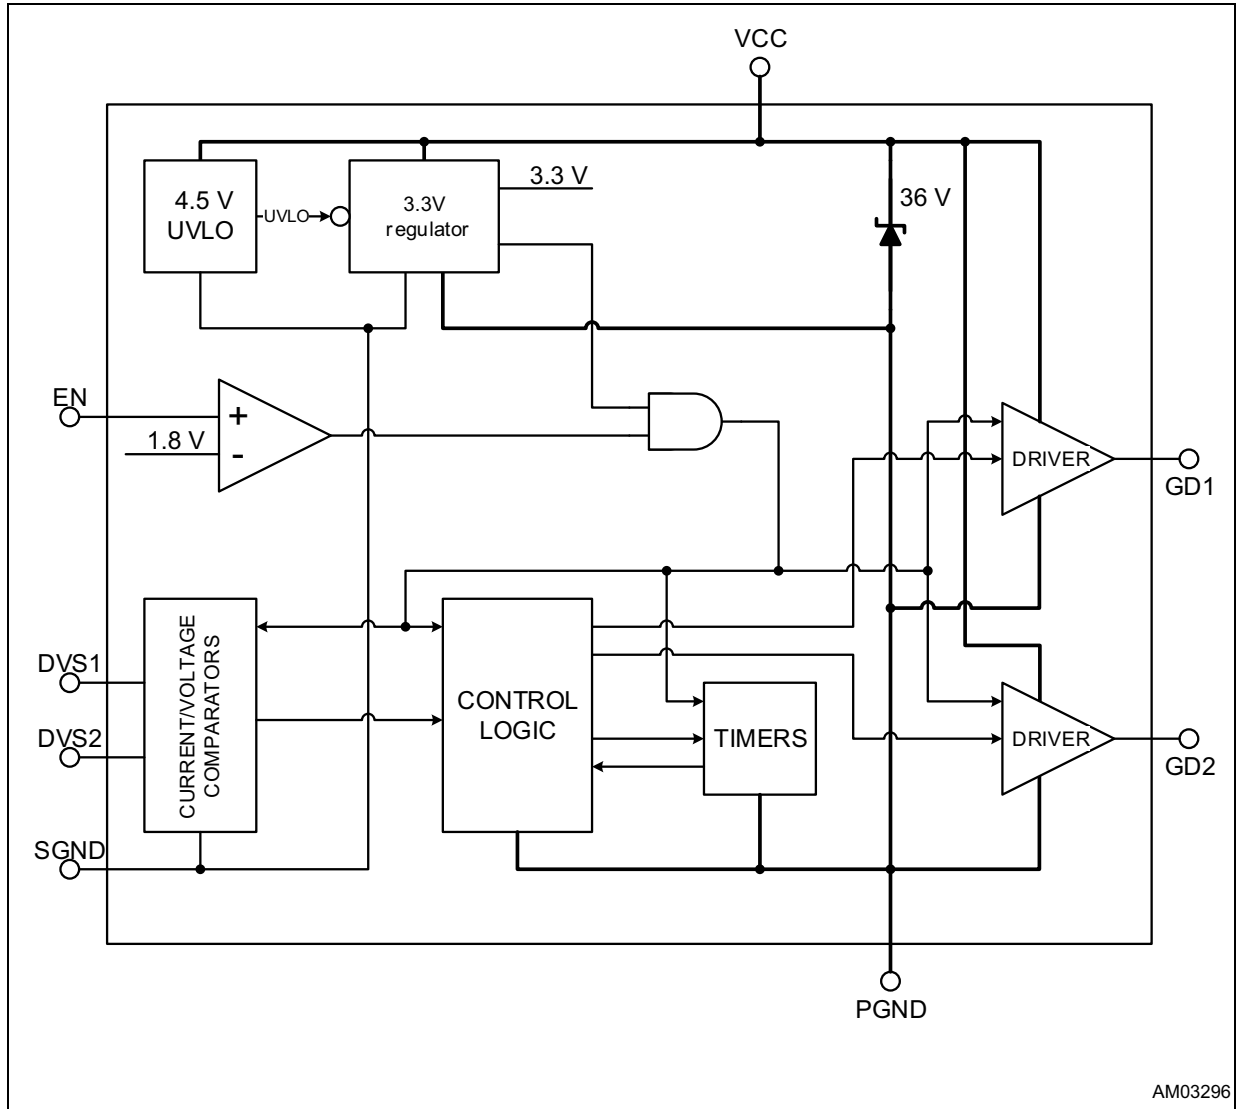 VCC
4.5 V
UVLO
UVLO
3.3V
regulator
3.3 V
36 V
EN
+
1.8 V
-
DRIVER
GD1
DVS1
DVS2
CURRENT/VOLTAGE
COMPARATORS
CONTROL
LOGIC
TIMERS
DRIVER
GD2
SGND
PGND
AM03296